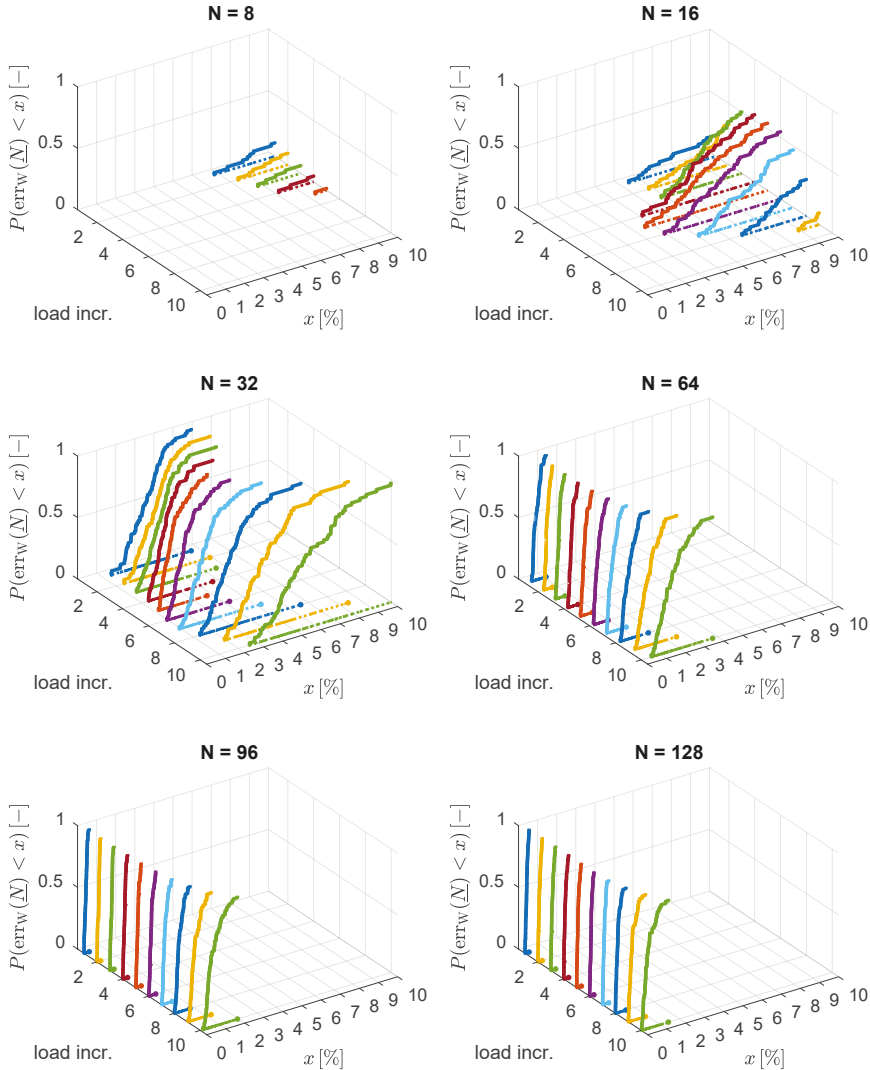 N = 8
P(err_W(N) < x) [−]
1
0.5
0
2
4
6
8
10
load incr.
0 1 2 3 4 5 6 7 8 9 10
x [%]
N = 16
P(err_W(N) < x) [−]
1
0.5
0
2
4
6
8
10
load incr.
0 1 2 3 4 5 6 7 8 9 10
x [%]
N = 32
P(err_W(N) < x) [−]
1
0.5
0
2
4
6
8
10
load incr.
0 1 2 3 4 5 6 7 8 9 10
x [%]
N = 64
P(err_W(N) < x) [−]
1
0.5
0
2
4
6
8
10
load incr.
0 1 2 3 4 5 6 7 8 9 10
x [%]
N = 96
P(err_W(N) < x) [−]
1
0.5
0
2
4
6
8
10
load incr.
0 1 2 3 4 5 6 7 8 9 10
x [%]
N = 128
P(err_W(N) < x) [−]
1
0.5
0
2
4
6
8
10
load incr.
0 1 2 3 4 5 6 7 8 9 10
x [%]